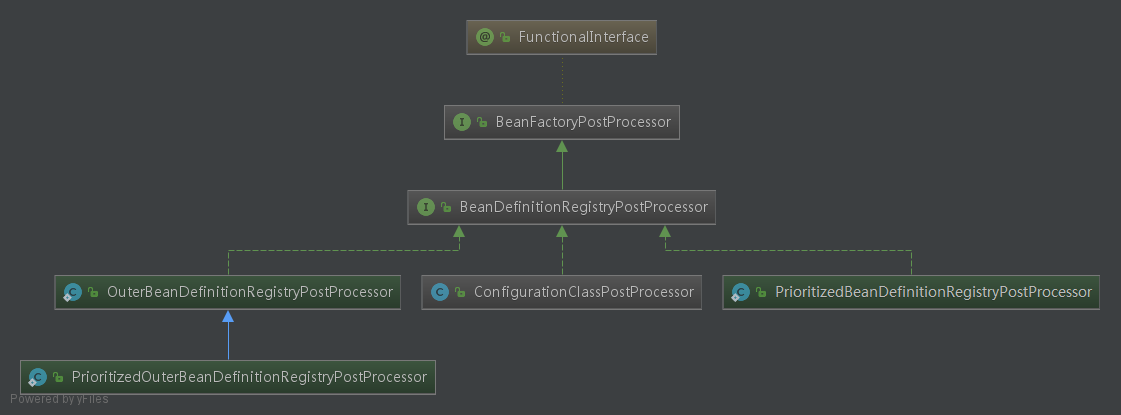 @ FunctionalInterface
I BeanFactoryPostProcessor
I BeanDefinitionRegistryPostProcessor
C OuterBeanDefinitionRegistryPostProcessor C ConfigurationClassPostProcessor C PrioritizedBeanDefinitionRegistryPostProcessor
C PrioritizedOuterBeanDefinitionRegistryPostProcessor
Powered by yFiles